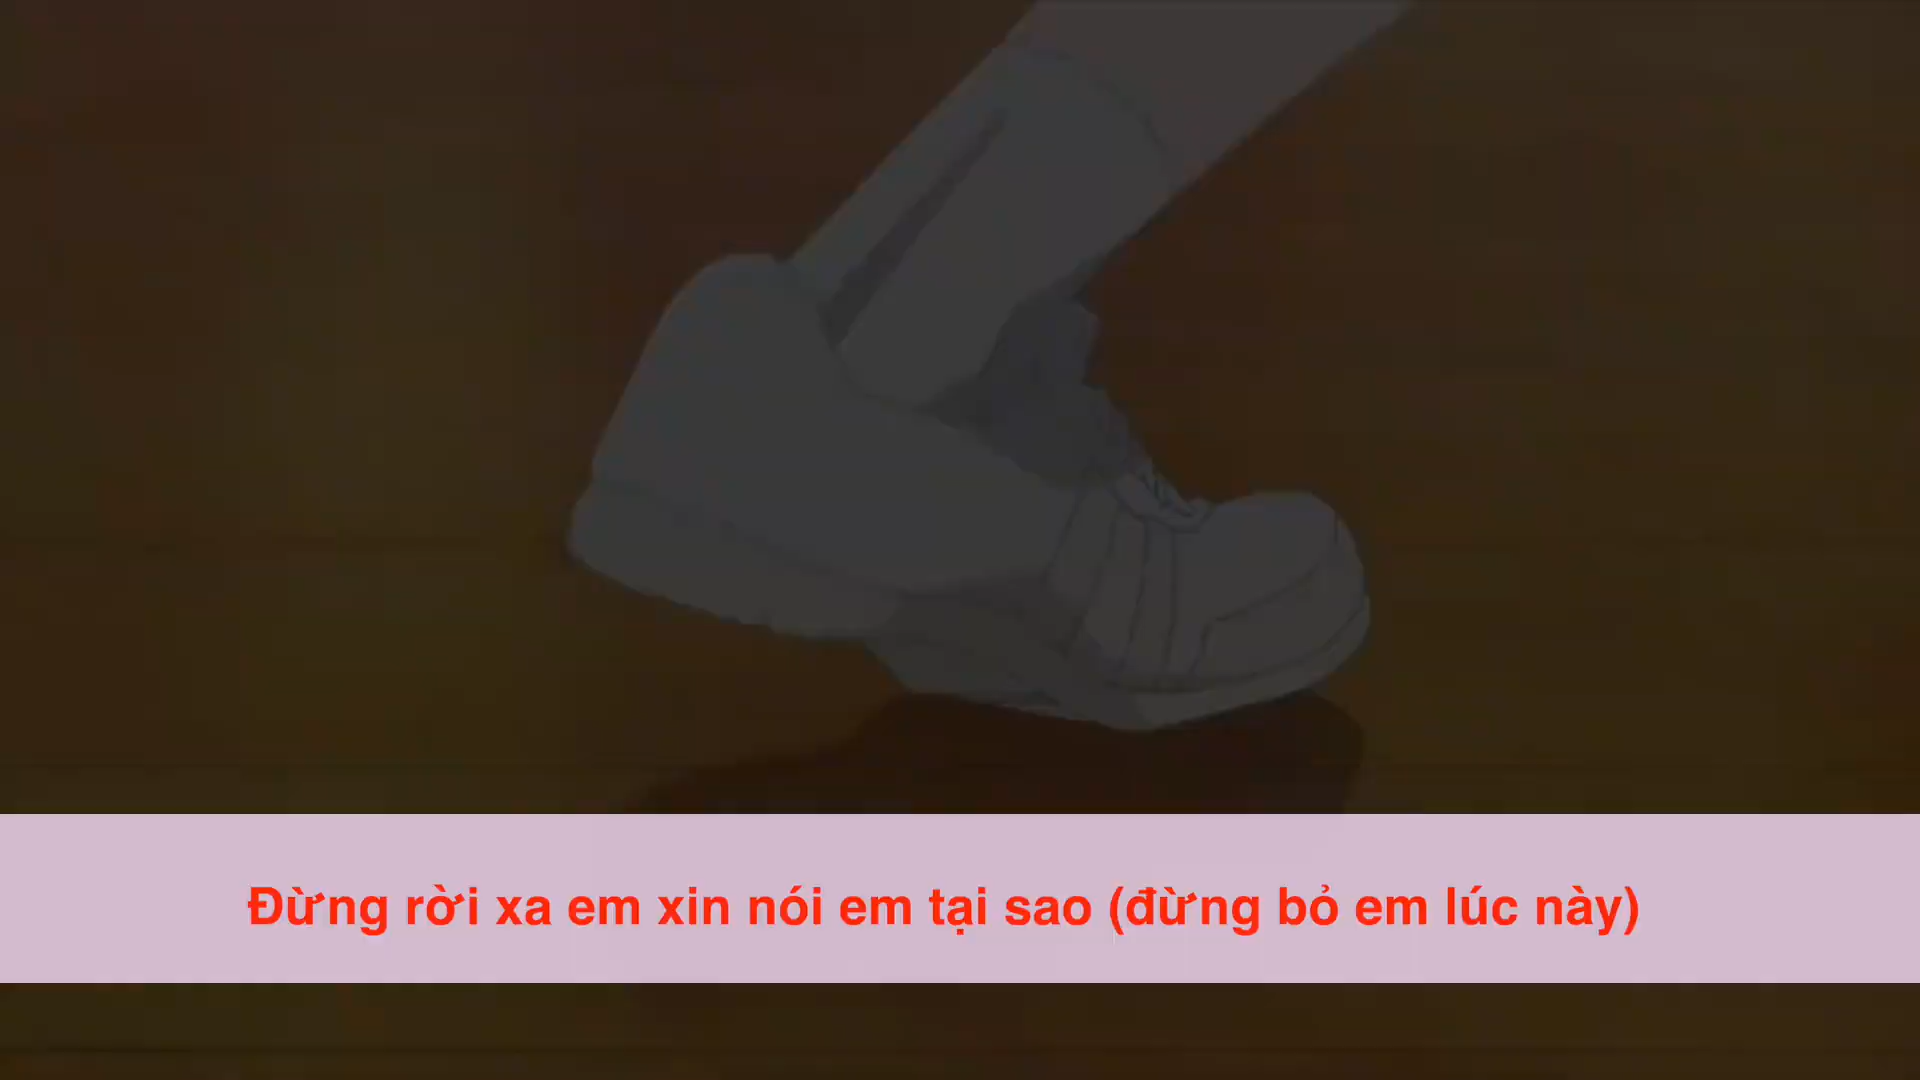 Đừng rời xa em xin nói em tại sao (đừng bỏ em lúc này)